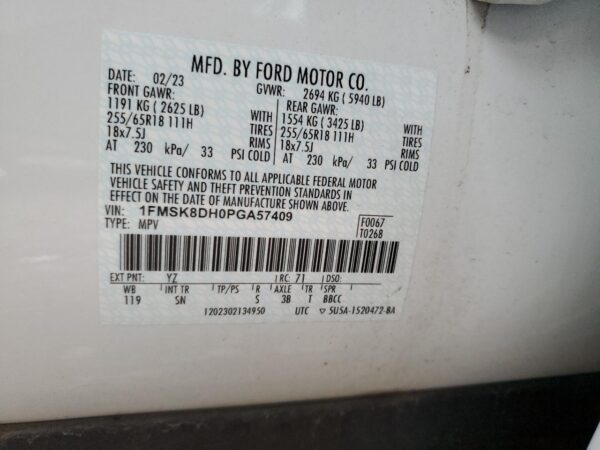 MFD. BY FORD MOTOR CO.
DATE: 02/23 GVWR: 2694 KG ( 5940 LB)
FRONT GAWR: REAR GAWR:
1191 KG ( 2625 LB) WITH 1554 KG ( 3425 LB) WITH
255/65R18 111H TIRES 255/65R18 111H TIRES
18x7.5J RIMS 18x7.5J RIMS
AT 230 kPa/ 33 PSI COLD AT 230 kPa/ 33 PSI COLD
THIS VEHICLE CONFORMS TO ALL APPLICABLE FEDERAL MOTOR
VEHICLE SAFETY AND THEFT PREVENTION STANDARDS IN
EFFECT ON THE DATE OF MANUFACTURE SHOWN ABOVE.
VIN: 1FMSK8DH0PGA57409 F0067
TYPE: MPV T0268
EXT PNT: YZ RC: 71 DSO:
WB INT TR TP/PS R AXLE TR SPR
119 SN S 3B T BBCC
1202302134950 UTC ▽ 5U5A-1520472-BA